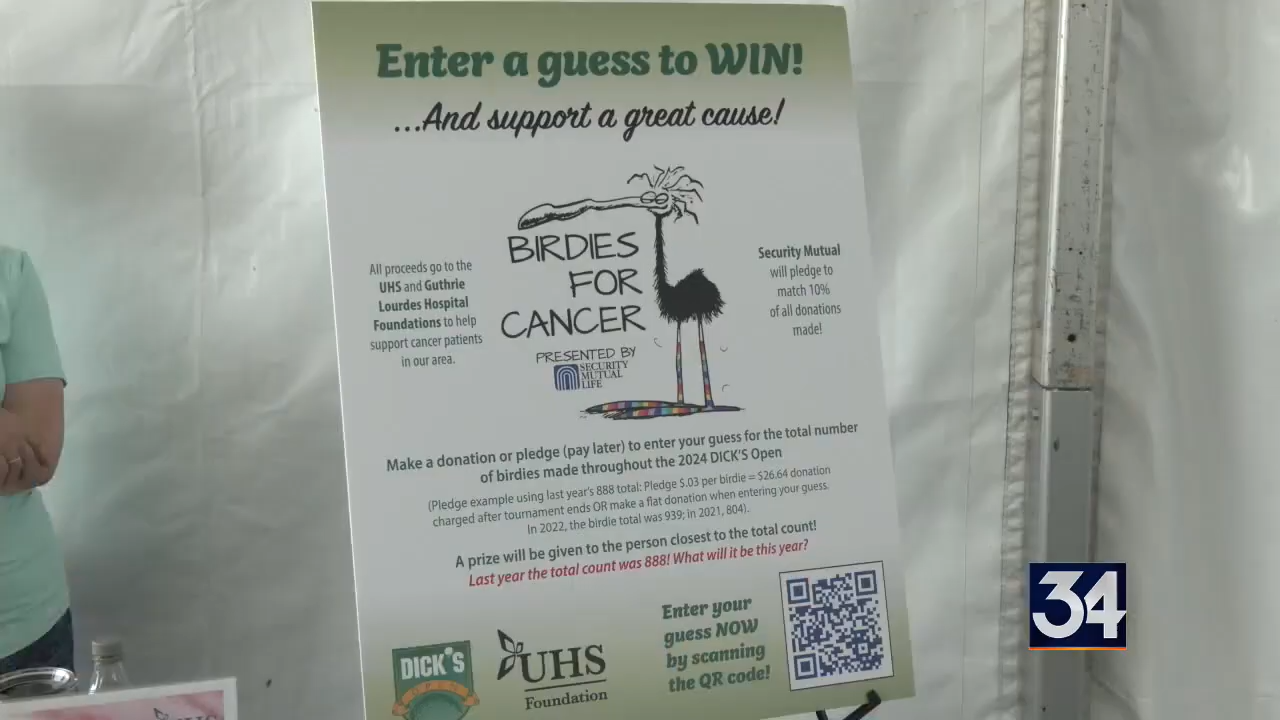 Enter a guess to WIN!
...And support a great cause!
All proceeds go to the
UHS and Guthrie
Lourdes Hospital
Foundations to help
support cancer patients
in our area.
BIRDIES
FOR
CANCER
PRESENTED BY
SECURITY
MUTUAL
LIFE
Security Mutual
will pledge to
match 10%
of all donations
made!
Make a donation or pledge (pay later) to enter your guess for the total number
of birdies made throughout the 2024 DICK'S Open
(Pledge example using last year's 888 total: Pledge $.03 per birdie = $26.64 donation
charged after tournament ends OR make a flat donation when entering your guess.
In 2022, the birdie total was 939; in 2021, 804).
A prize will be given to the person closest to the total count!
Last year the total count was 888! What will it be this year?
Enter your
guess NOW
by scanning
the QR code!
DICK'S
OPEN
UHS
Foundation
34
UHS